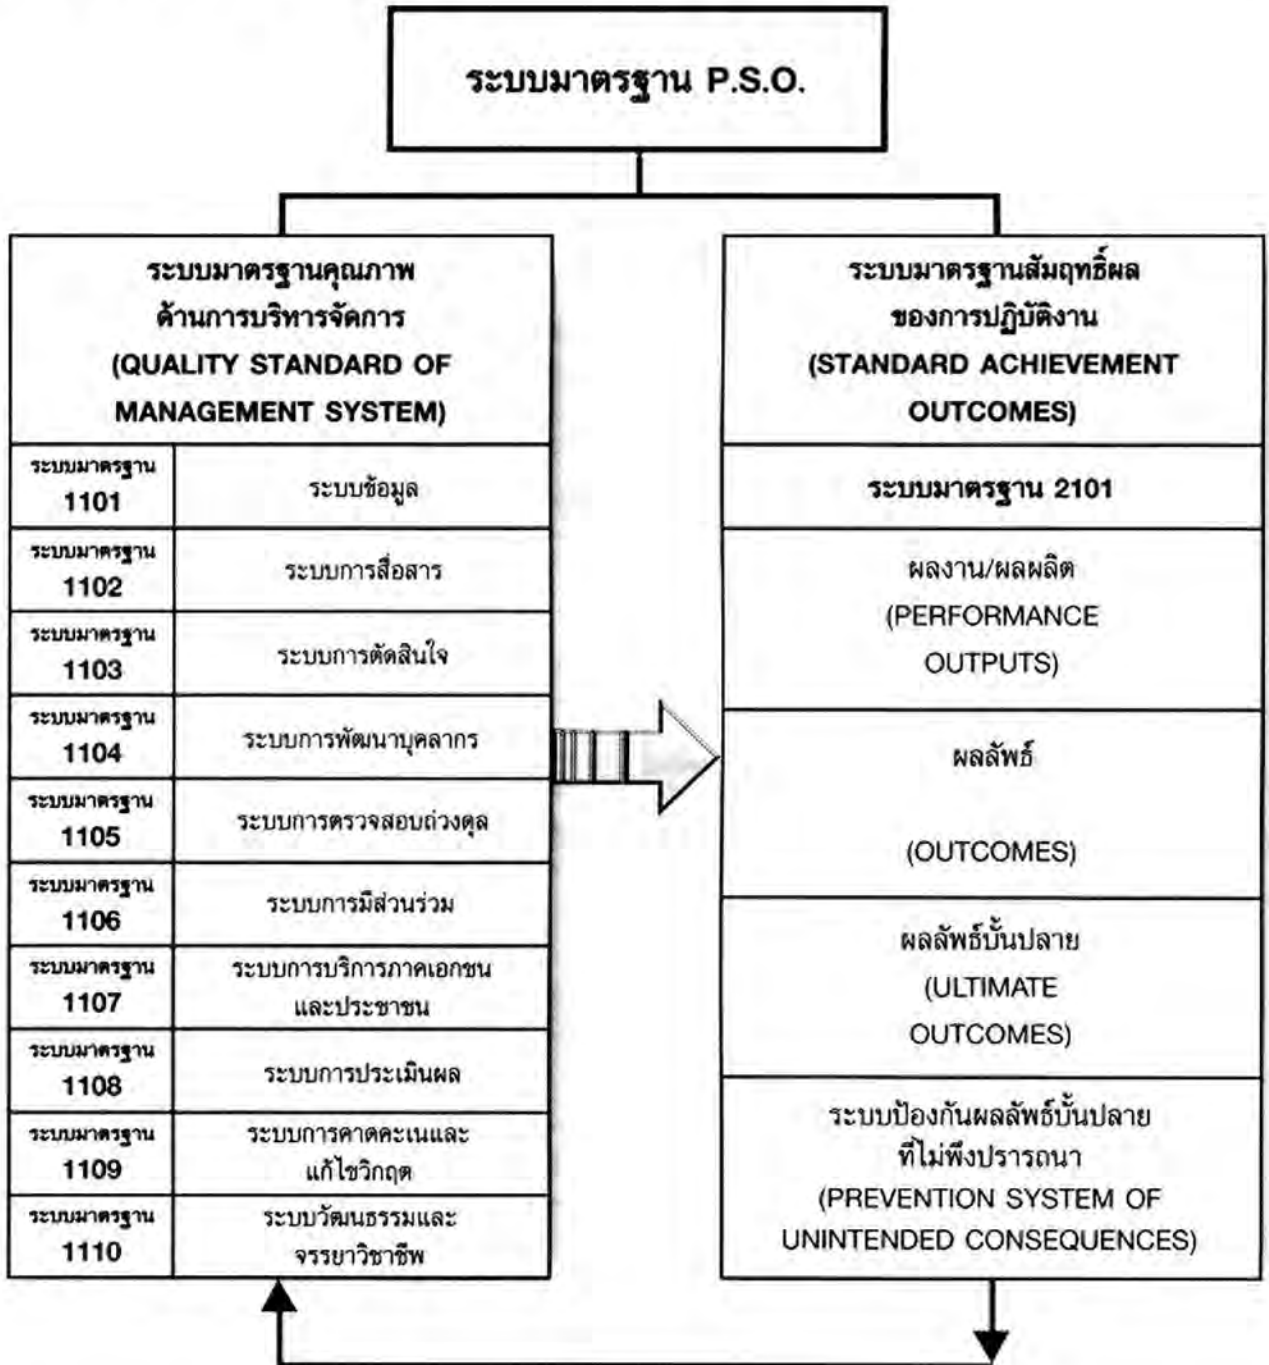 ระบบมาตรฐาน P.S.O.
ระบบมาตรฐานคุณภาพ
ด้านการบริหารจัดการ
(QUALITY STANDARD OF
MANAGEMENT SYSTEM)
ระบบมาตรฐาน
1101
ระบบข้อมูล
ระบบมาตรฐาน
1102
ระบบการสื่อสาร
ระบบมาตรฐาน
1103
ระบบการตัดสินใจ
ระบบมาตรฐาน
1104
ระบบการพัฒนาบุคลากร
ระบบมาตรฐาน
1105
ระบบการตรวจสอบถ่วงดุล
ระบบมาตรฐาน
1106
ระบบการมีส่วนร่วม
ระบบมาตรฐาน
1107
ระบบการบริการภาคเอกชน
และประชาชน
ระบบมาตรฐาน
1108
ระบบการประเมินผล
ระบบมาตรฐาน
1109
ระบบการคาดคะเนและ
แก้ไขวิกฤต
ระบบมาตรฐาน
1110
ระบบวัฒนธรรมและ
จรรยาวิชาชีพ
ระบบมาตรฐานสัมฤทธิ์ผล
ของการปฏิบัติงาน
(STANDARD ACHIEVEMENT
OUTCOMES)
ระบบมาตรฐาน 2101
ผลงาน/ผลผลิต
(PERFORMANCE
OUTPUTS)
ผลลัพธ์
(OUTCOMES)
ผลลัพธ์บั้นปลาย
(ULTIMATE
OUTCOMES)
ระบบป้องกันผลลัพธ์บั้นปลาย
ที่ไม่พึงปรารถนา
(PREVENTION SYSTEM OF
UNINTENDED CONSEQUENCES)